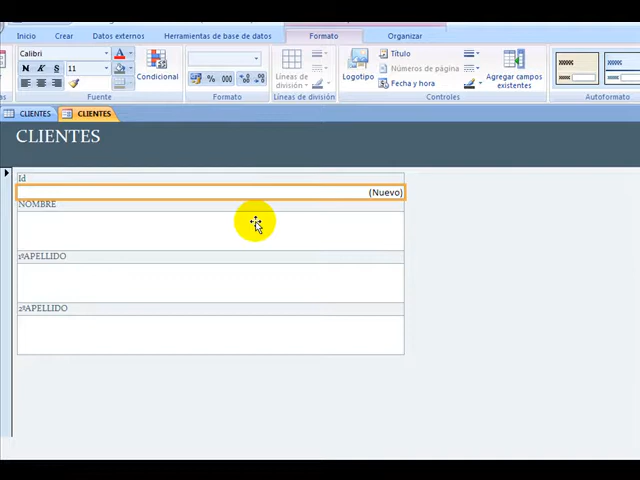 Inicio Crear Datos externos Herramientas de base de datos Formato Organizar
Calibri
N K S 11
Condicional
Fuente
% 000
Formato
Líneas de división
Líneas de división
Logotipo
Título
Números de página
Fecha y hora
Agregar campos existentes
Controles
Autoformato
CLIENTES CLIENTES
CLIENTES
Id
(Nuevo)
NOMBRE
1ºAPELLIDO
2ºAPELLIDO